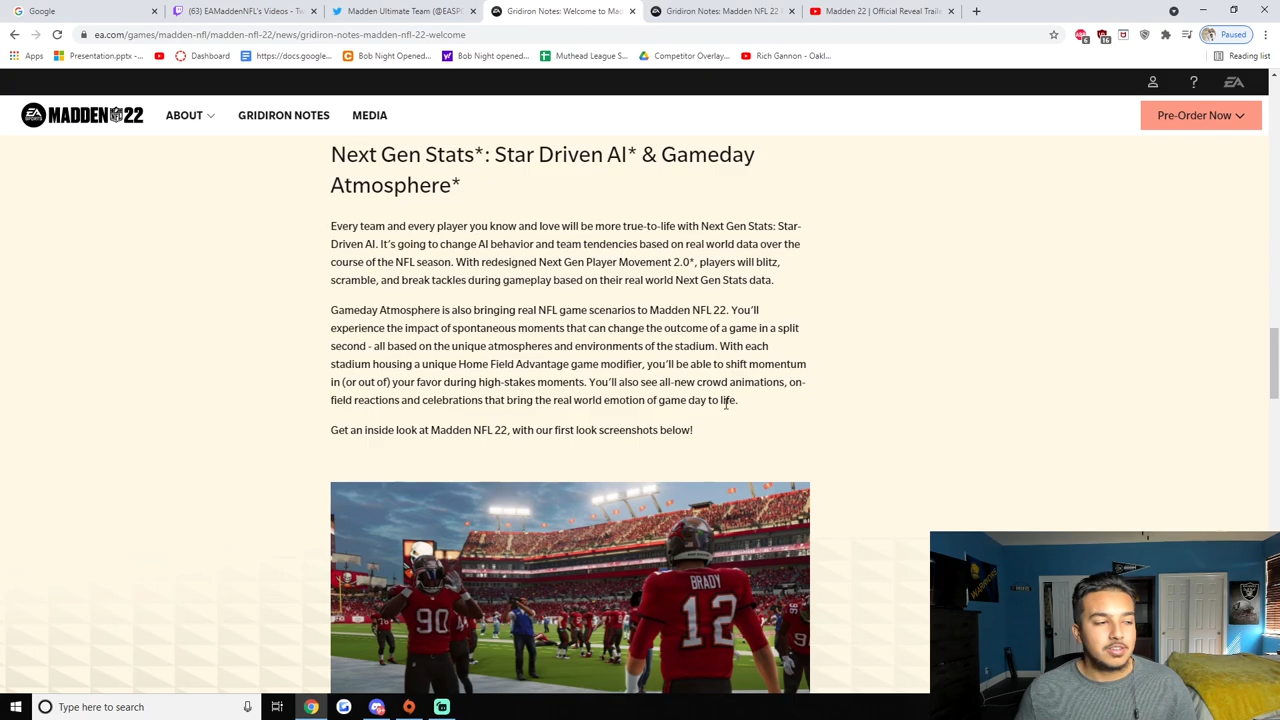 Google
(63) EAMaddenNFL's Videos - Tw
Madden Ultimate Team (@EASP
Gridiron Notes: Welcome to Mad
Gridiron Notes: Madden NFL 22 F
Madden 22 | Official Reveal Traile
ea.com/games/madden-nfl/madden-nfl-22/news/gridiron-notes-madden-nfl-22-welcome
Paused
Apps
Presentation.pptx -...
Dashboard
https://docs.google...
Bob Night Opened...
Bob Night opened...
Muthead League S...
Competitor Overlay...
Rich Gannon - Oakl...
Reading list
EA
EA SPORTS MADDEN NFL 22
ABOUT
GRIDIRON NOTES
MEDIA
Pre-Order Now
Next Gen Stats*: Star Driven AI* & Gameday
Atmosphere*
Every team and every player you know and love will be more true-to-life with Next Gen Stats: Star-
Driven AI. It's going to change AI behavior and team tendencies based on real world data over the
course of the NFL season. With redesigned Next Gen Player Movement 2.0*, players will blitz,
scramble, and break tackles during gameplay based on their real world Next Gen Stats data.
Gameday Atmosphere is also bringing real NFL game scenarios to Madden NFL 22. You'll
experience the impact of spontaneous moments that can change the outcome of a game in a split
second - all based on the unique atmospheres and environments of the stadium. With each
stadium housing a unique Home Field Advantage game modifier, you'll be able to shift momentum
in (or out of) your favor during high-stakes moments. You'll also see all-new crowd animations, on-
field reactions and celebrations that bring the real world emotion of game day to life.
Get an inside look at Madden NFL 22, with our first look screenshots below!
BRADY
12
90
96
Type here to search